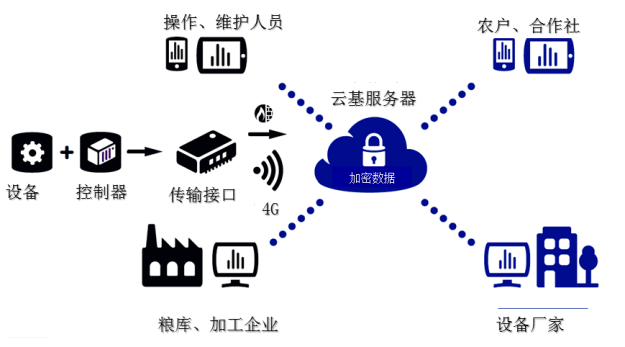 操作、维护人员
农户、合作社
云基服务器
加密数据
设备
控制器
传输接口
4G
粮库、加工企业
设备厂家